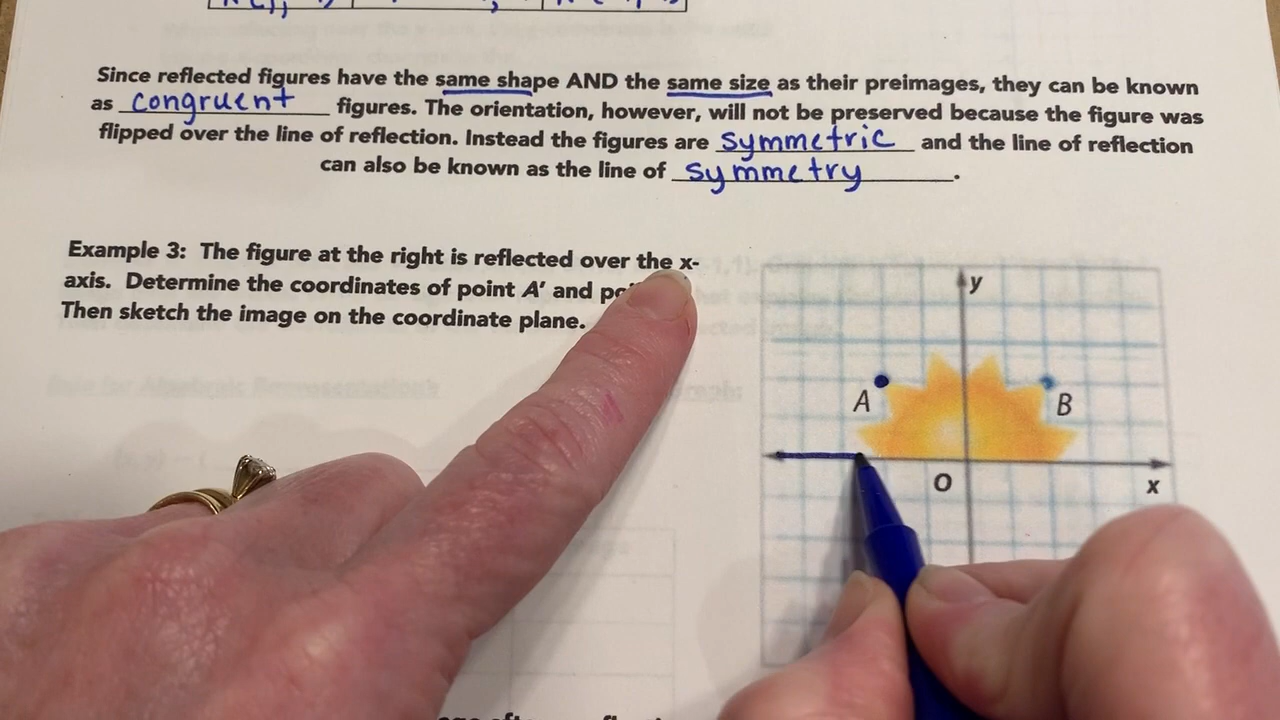 Since reflected figures have the same shape AND the same size as their preimages, they can be known
as congruent figures. The orientation, however, will not be preserved because the figure was
flipped over the line of reflection. Instead the figures are symmetric and the line of reflection
can also be known as the line of symmetry.
Example 3: The figure at the right is reflected over the x-
axis. Determine the coordinates of point A' and
Then sketch the image on the coordinate plane.
y
A
B
O
x